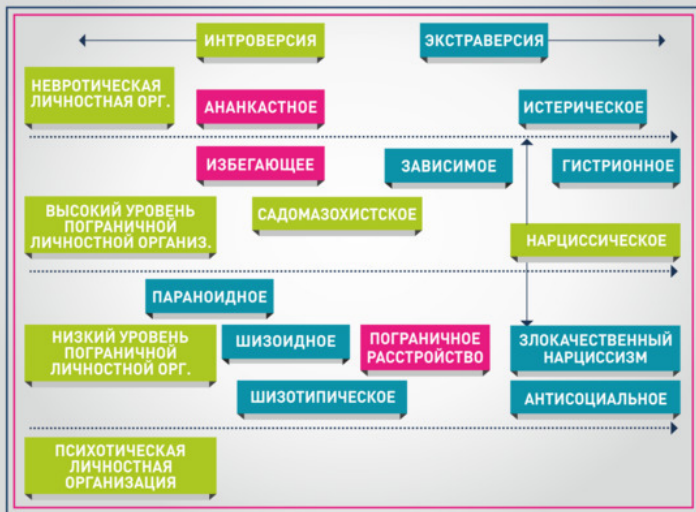 ИНТРОВЕРСИЯ
ЭКСТРАВЕРСИЯ
НЕВРОТИЧЕСКАЯ
ЛИЧНОСТНАЯ ОРГ.
АНАНКАСТНОЕ
ИСТЕРИЧЕСКОЕ
ИЗБЕГАЮЩЕЕ
ЗАВИСИМОЕ
ГИСТРИОННОЕ
ВЫСОКИЙ УРОВЕНЬ
ПОГРАНИЧНОЙ
ЛИЧНОСТНОЙ ОРГАНИЗ.
САДОМАЗОХИСТСКОЕ
НАРЦИССИЧЕСКОЕ
ПАРАНОИДНОЕ
НИЗКИЙ УРОВЕНЬ
ПОГРАНИЧНОЙ
ЛИЧНОСТНОЙ ОРГ.
ШИЗОИДНОЕ
ПОГРАНИЧНОЕ
РАССТРОЙСТВО
ЗЛОКАЧЕСТВЕННЫЙ
НАРЦИССИЗМ
ШИЗОТИПИЧЕСКОЕ
АНТИСОЦИАЛЬНОЕ
ПСИХОТИЧЕСКАЯ
ЛИЧНОСТНАЯ
ОРГАНИЗАЦИЯ